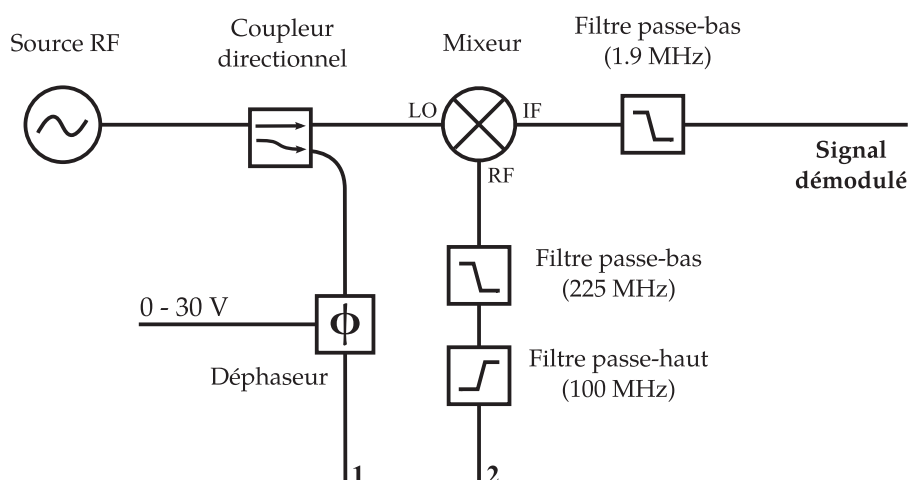 Source RF
Coupleur
directionnel
Mixeur
Filtre passe-bas
(1.9 MHz)
LO
IF
RF
Signal
démodulé
Filtre passe-bas
(225 MHz)
0 - 30 V
ϕ
Déphaseur
Filtre passe-haut
(100 MHz)
1
2